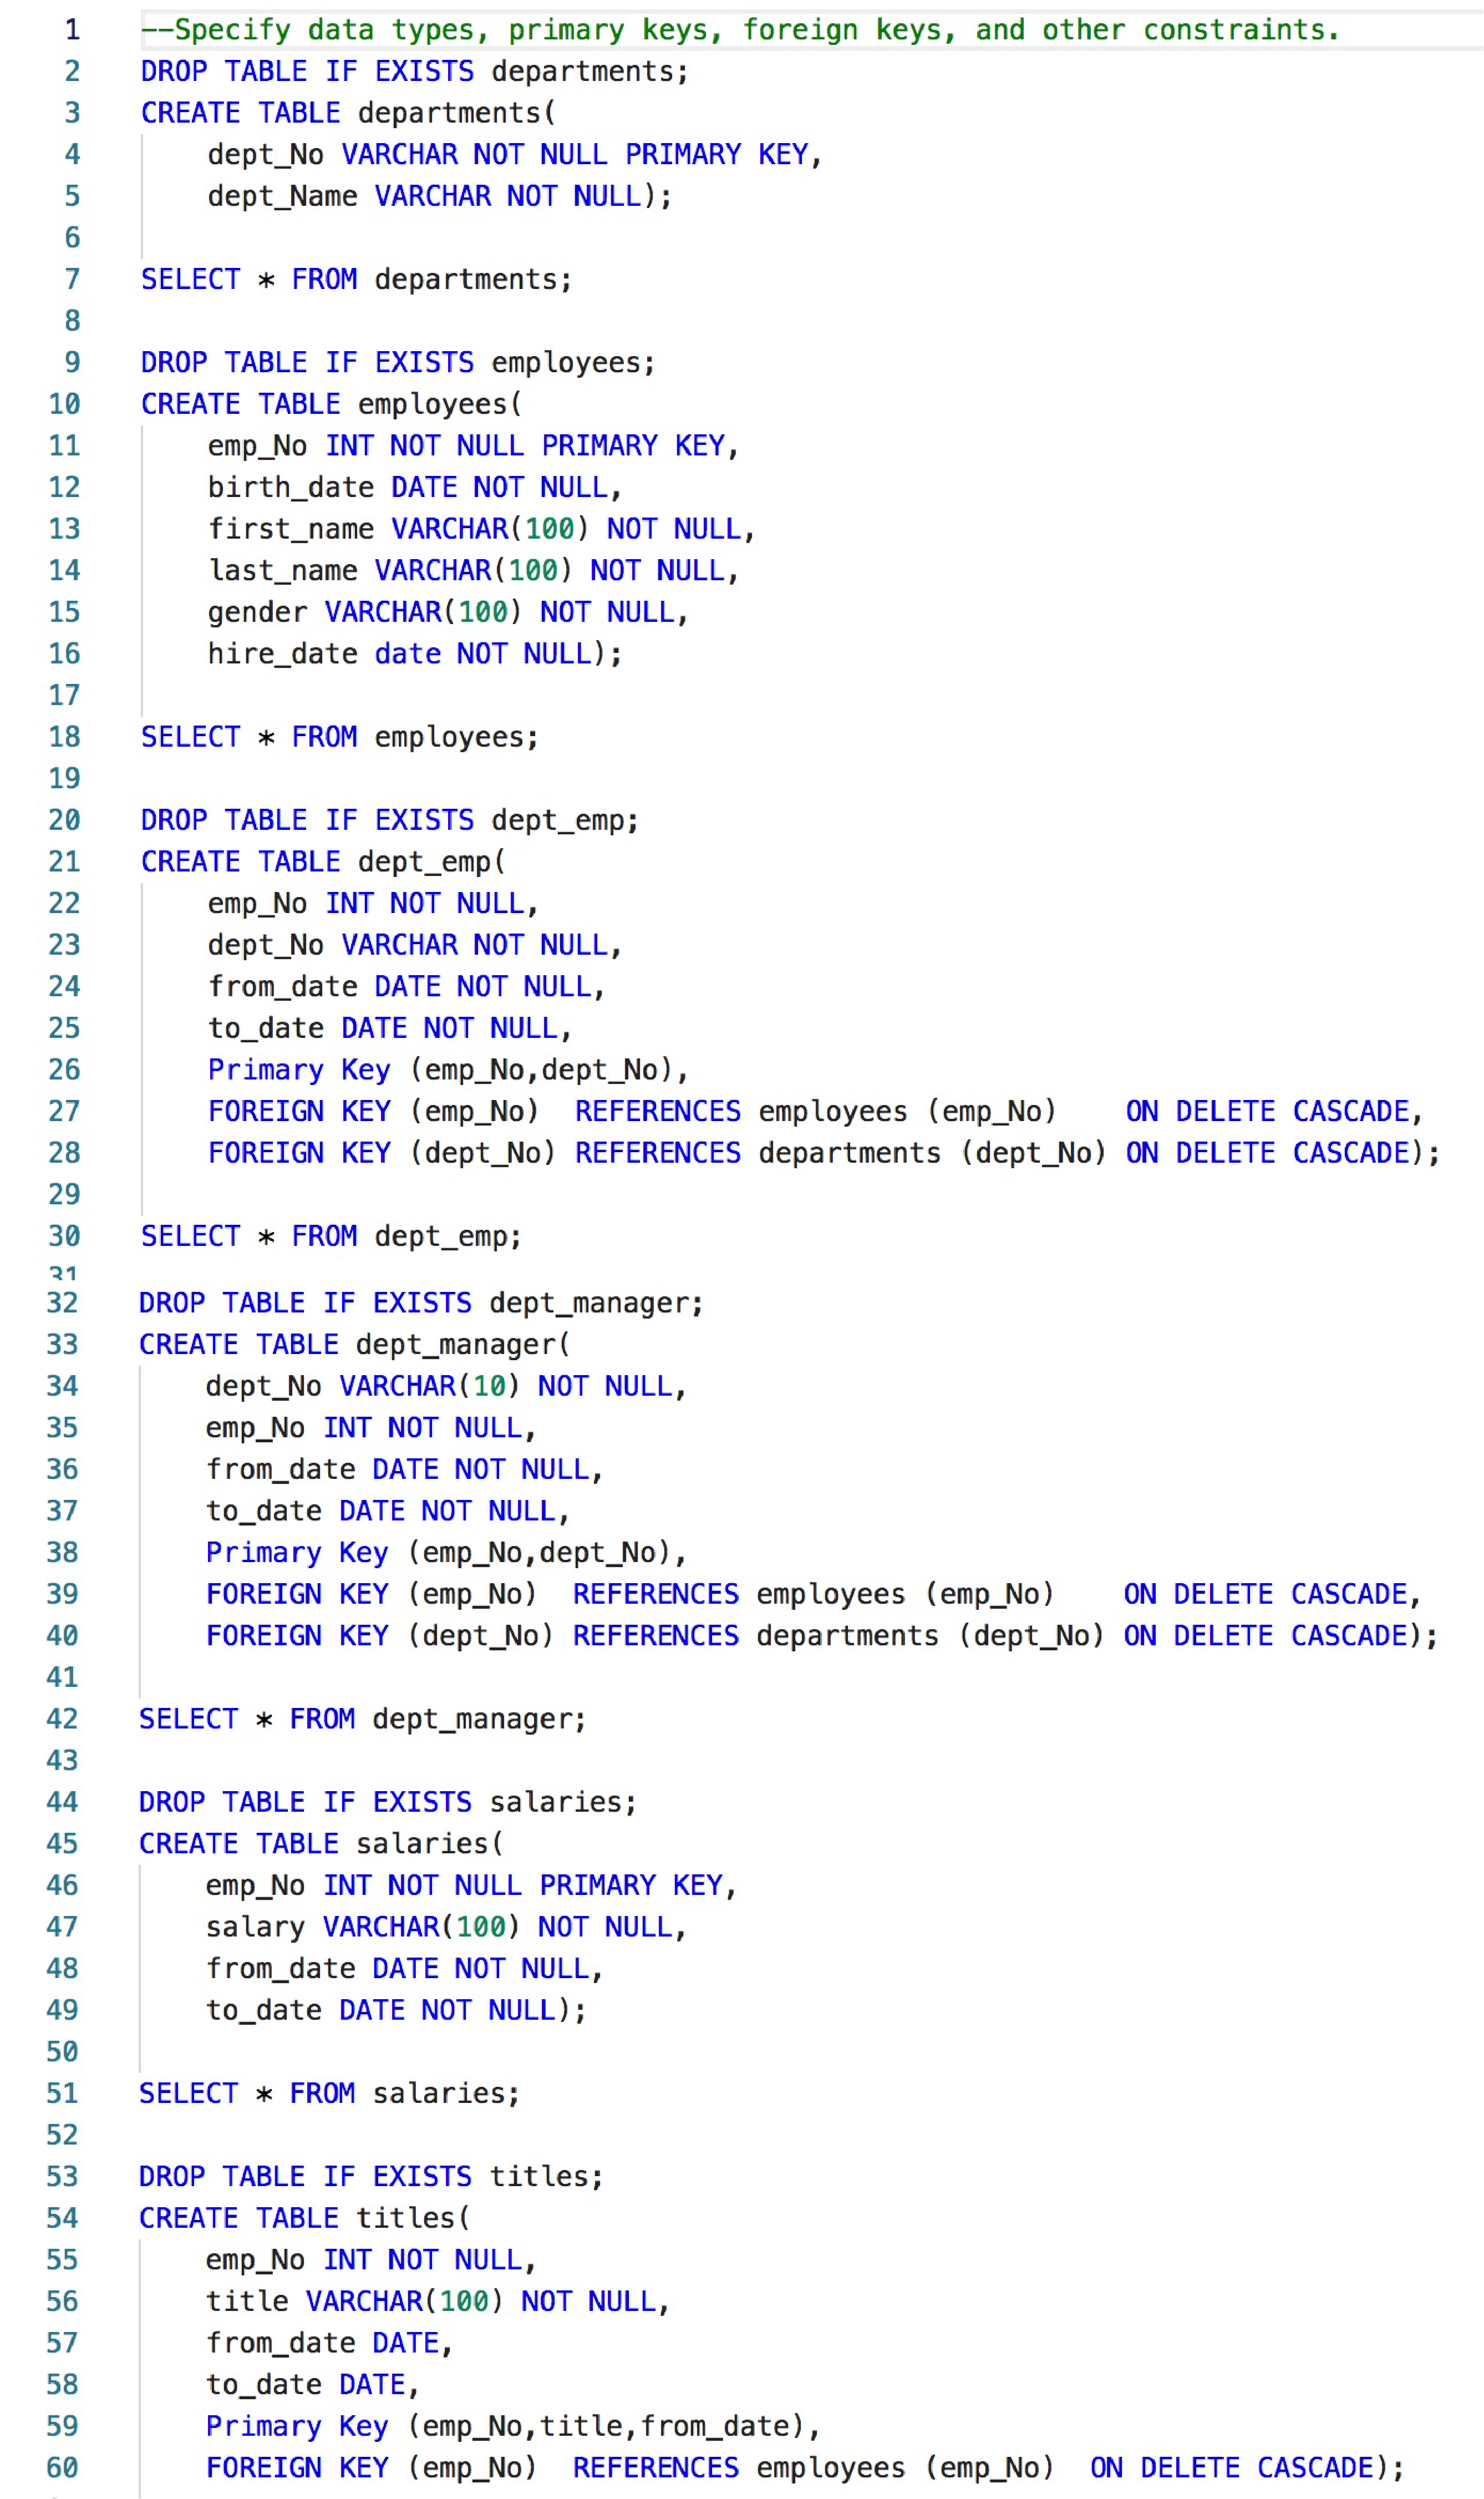 1 --Specify data types, primary keys, foreign keys, and other constraints.
2 DROP TABLE IF EXISTS departments;
3 CREATE TABLE departments(
4 dept_No VARCHAR NOT NULL PRIMARY KEY,
5 dept_Name VARCHAR NOT NULL);
6
7 SELECT * FROM departments;
8
9 DROP TABLE IF EXISTS employees;
10 CREATE TABLE employees(
11 emp_No INT NOT NULL PRIMARY KEY,
12 birth_date DATE NOT NULL,
13 first_name VARCHAR(100) NOT NULL,
14 last_name VARCHAR(100) NOT NULL,
15 gender VARCHAR(100) NOT NULL,
16 hire_date date NOT NULL);
17
18 SELECT * FROM employees;
19
20 DROP TABLE IF EXISTS dept_emp;
21 CREATE TABLE dept_emp(
22 emp_No INT NOT NULL,
23 dept_No VARCHAR NOT NULL,
24 from_date DATE NOT NULL,
25 to_date DATE NOT NULL,
26 Primary Key (emp_No,dept_No),
27 FOREIGN KEY (emp_No)  REFERENCES employees (emp_No)    ON DELETE CASCADE,
28 FOREIGN KEY (dept_No) REFERENCES departments (dept_No) ON DELETE CASCADE);
29
30 SELECT * FROM dept_emp;
31
32 DROP TABLE IF EXISTS dept_manager;
33 CREATE TABLE dept_manager(
34 dept_No VARCHAR(10) NOT NULL,
35 emp_No INT NOT NULL,
36 from_date DATE NOT NULL,
37 to_date DATE NOT NULL,
38 Primary Key (emp_No,dept_No),
39 FOREIGN KEY (emp_No)  REFERENCES employees (emp_No)    ON DELETE CASCADE,
40 FOREIGN KEY (dept_No) REFERENCES departments (dept_No) ON DELETE CASCADE);
41
42 SELECT * FROM dept_manager;
43
44 DROP TABLE IF EXISTS salaries;
45 CREATE TABLE salaries(
46 emp_No INT NOT NULL PRIMARY KEY,
47 salary VARCHAR(100) NOT NULL,
48 from_date DATE NOT NULL,
49 to_date DATE NOT NULL);
50
51 SELECT * FROM salaries;
52
53 DROP TABLE IF EXISTS titles;
54 CREATE TABLE titles(
55 emp_No INT NOT NULL,
56 title VARCHAR(100) NOT NULL,
57 from_date DATE,
58 to_date DATE,
59 Primary Key (emp_No,title,from_date),
60 FOREIGN KEY (emp_No)  REFERENCES employees (emp_No)  ON DELETE CASCADE);